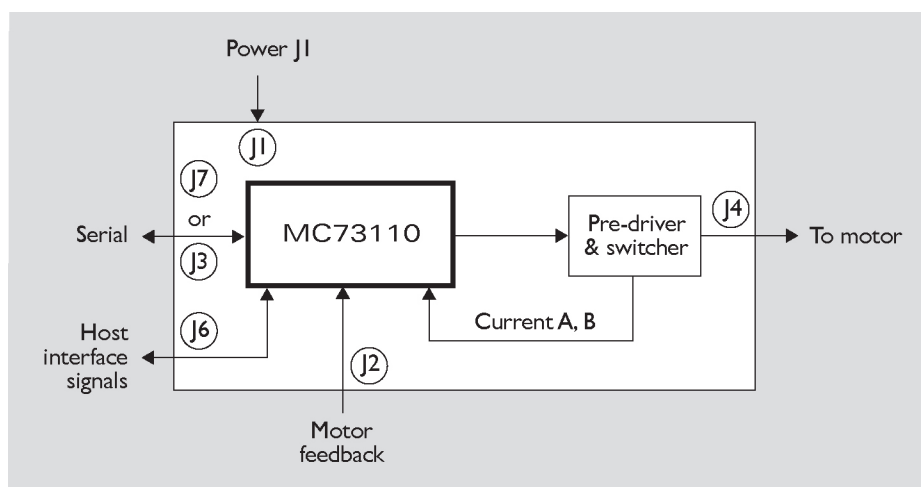 Power J1
J1
J7
or
J3
Serial
MC73110
Pre-driver
& switcher
J4
To motor
Current A, B
J6
Host
interface
signals
J2
Motor
feedback